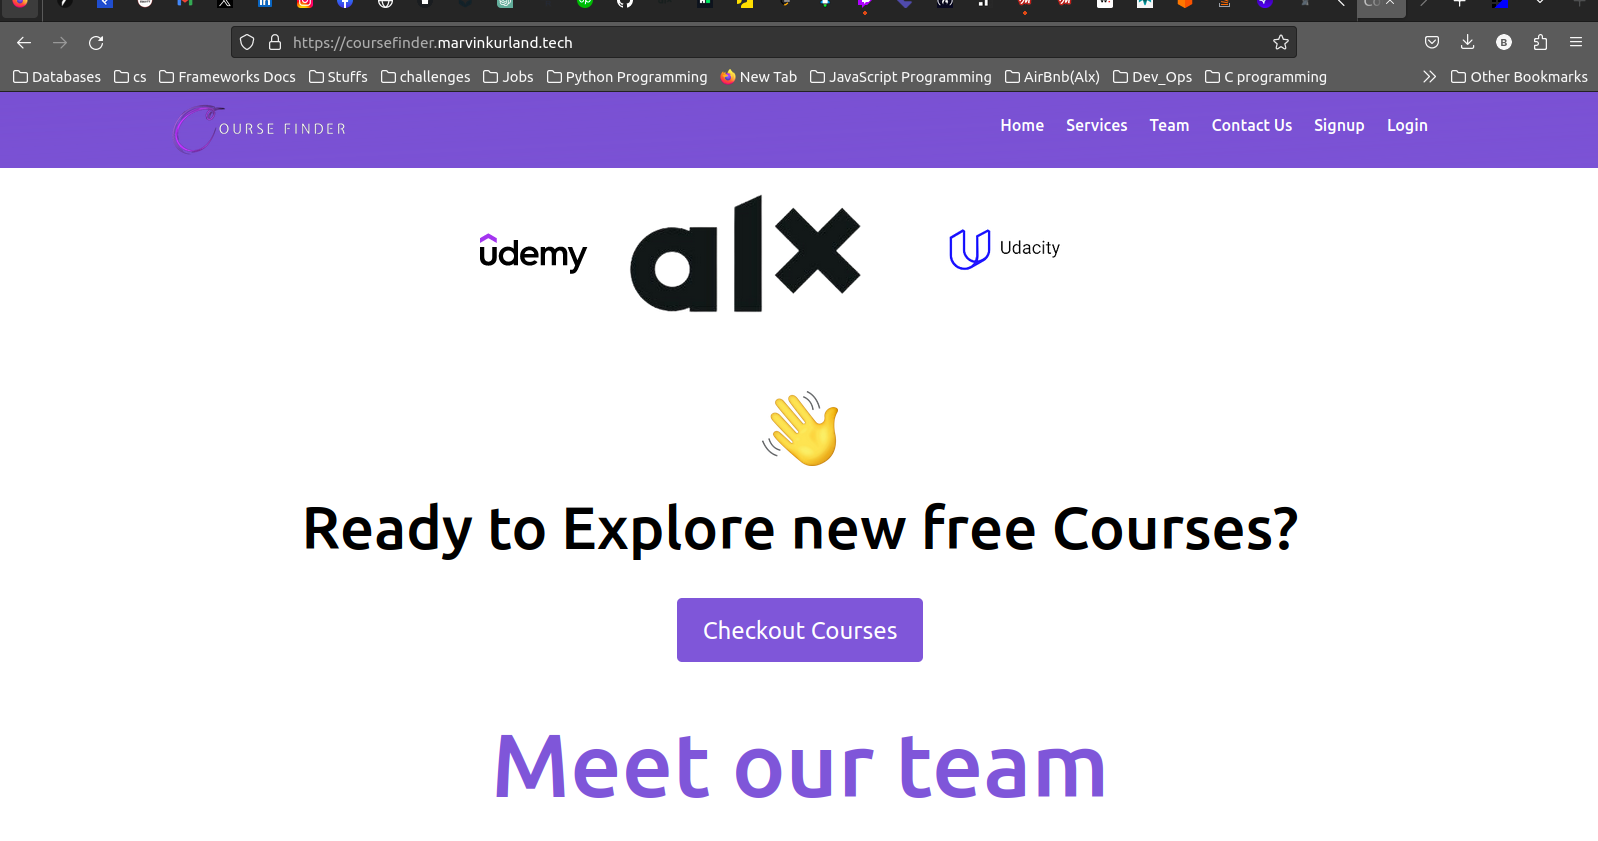 Co
https://coursefinder.marvinkurland.tech
B
Databases cs Frameworks Docs Stuffs challenges Jobs Python Programming New Tab JavaScript Programming AirBnb(Alx) Dev_Ops C programming Other Bookmarks
COURSE FINDER
Home Services Team Contact Us Signup Login
udemy alx Udacity
Ready to Explore new free Courses?
Checkout Courses
Meet our team